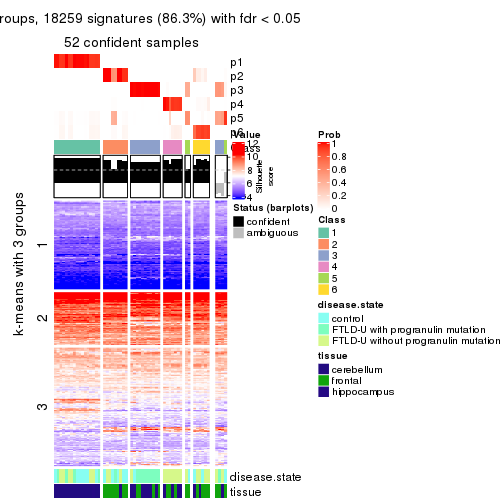 roups, 18259 signatures (86.3%) with fdr < 0.05
52 confident samples
p1
p2
p3
p4
p5
p6
Class
k-means with 3 groups
1
2
3
disease.state
tissue
Value
12
10
8
6
4
Silhouette
score
Status (barplots)
confident
ambiguous
Prob
1
0.8
0.6
0.4
0.2
0
Class
1
2
3
4
5
6
disease.state
control
FTLD-U with progranulin mutation
FTLD-U without progranulin mutation
tissue
cerebellum
frontal
hippocampus